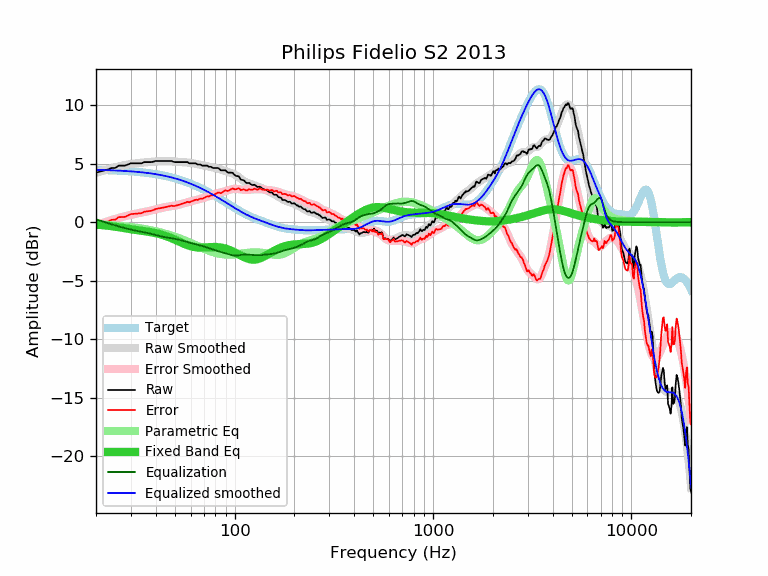 Philips Fidelio S2 2013
10
5
0
−5
−10
−15
−20
Amplitude (dBr)
Target
Raw Smoothed
Error Smoothed
Raw
Error
Parametric Eq
Fixed Band Eq
Equalization
Equalized smoothed
100 1000 10000
Frequency (Hz)